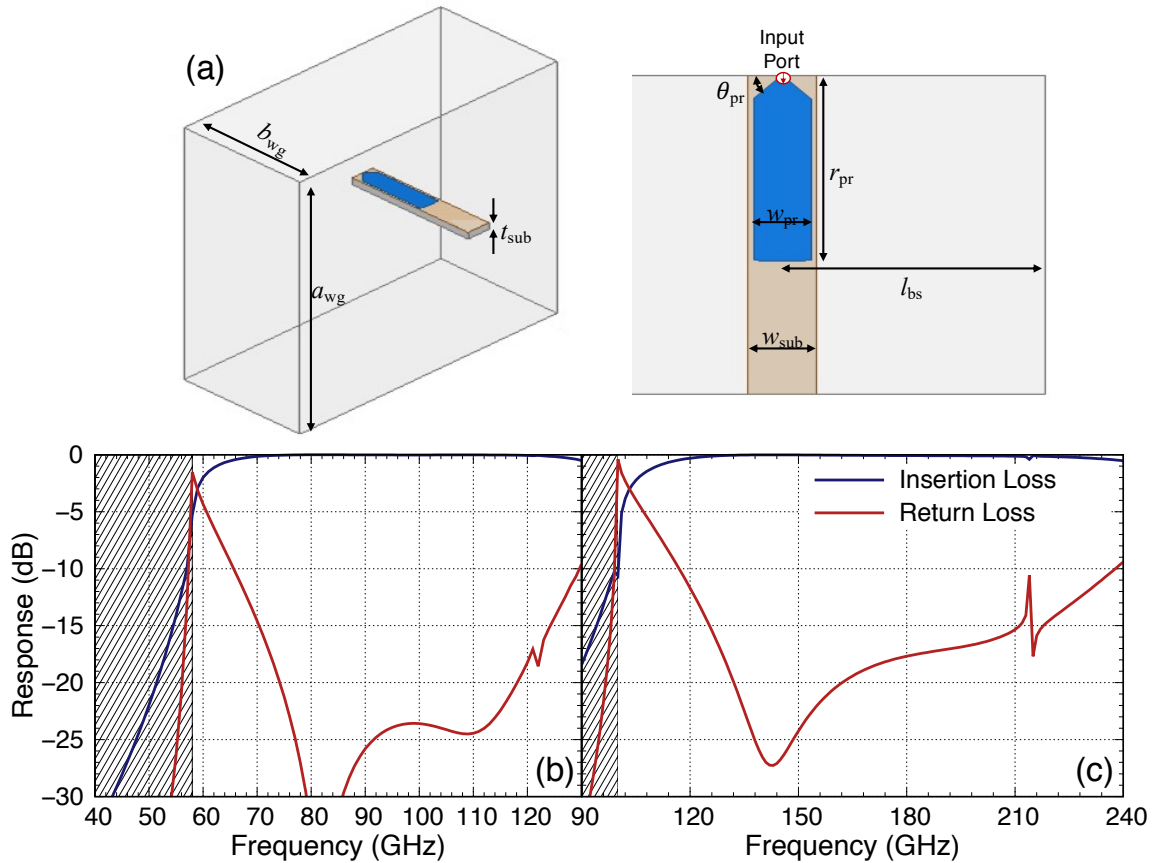 (a)
b_wg
a_wg
t_sub
Input
Port
θ_pr
r_pr
w_pr
l_bs
w_sub
0
−5
−10
−15
−20
−25
−30
Response (dB)
40 50 60 70 80 90 100 110 120
Frequency (GHz)
(b)
Insertion Loss
Return Loss
90 120 150 180 210 240
Frequency (GHz)
(c)